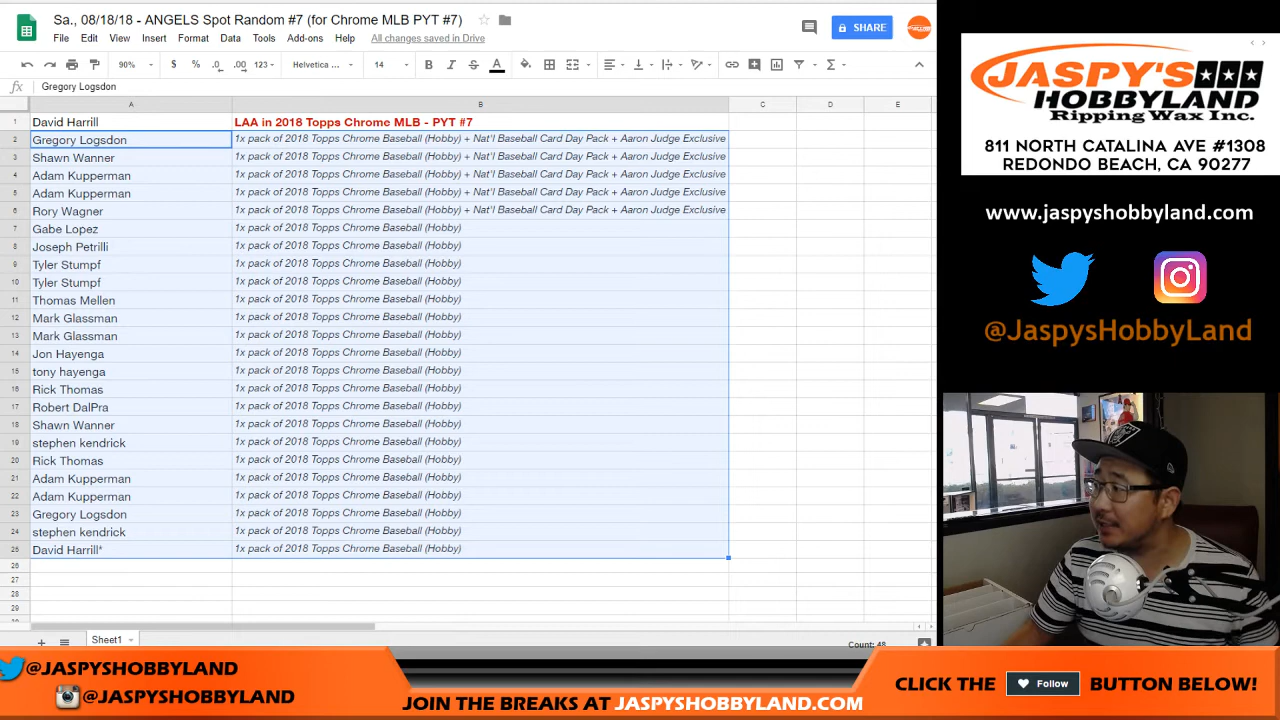 Sa., 08/18/18 - ANGELS Spot Random #7 (for Chrome MLB PYT #7)
File Edit View Insert Format Data Tools Add-ons Help All changes saved in Drive
SHARE
90% $ % .0 .00 123 Helvetica ... 14 B I S A
fx Gregory Logsdon
A B C D E
1 David Harrill LAA in 2018 Topps Chrome MLB - PYT #7
2 Gregory Logsdon 1x pack of 2018 Topps Chrome Baseball (Hobby) + Nat'l Baseball Card Day Pack + Aaron Judge Exclusive
3 Shawn Wanner 1x pack of 2018 Topps Chrome Baseball (Hobby) + Nat'l Baseball Card Day Pack + Aaron Judge Exclusive
4 Adam Kupperman 1x pack of 2018 Topps Chrome Baseball (Hobby) + Nat'l Baseball Card Day Pack + Aaron Judge Exclusive
5 Adam Kupperman 1x pack of 2018 Topps Chrome Baseball (Hobby) + Nat'l Baseball Card Day Pack + Aaron Judge Exclusive
6 Rory Wagner 1x pack of 2018 Topps Chrome Baseball (Hobby) + Nat'l Baseball Card Day Pack + Aaron Judge Exclusive
7 Gabe Lopez 1x pack of 2018 Topps Chrome Baseball (Hobby)
8 Joseph Petrilli 1x pack of 2018 Topps Chrome Baseball (Hobby)
9 Tyler Stumpf 1x pack of 2018 Topps Chrome Baseball (Hobby)
10 Tyler Stumpf 1x pack of 2018 Topps Chrome Baseball (Hobby)
11 Thomas Mellen 1x pack of 2018 Topps Chrome Baseball (Hobby)
12 Mark Glassman 1x pack of 2018 Topps Chrome Baseball (Hobby)
13 Mark Glassman 1x pack of 2018 Topps Chrome Baseball (Hobby)
14 Jon Hayenga 1x pack of 2018 Topps Chrome Baseball (Hobby)
15 tony hayenga 1x pack of 2018 Topps Chrome Baseball (Hobby)
16 Rick Thomas 1x pack of 2018 Topps Chrome Baseball (Hobby)
17 Robert DalPra 1x pack of 2018 Topps Chrome Baseball (Hobby)
18 Shawn Wanner 1x pack of 2018 Topps Chrome Baseball (Hobby)
19 stephen kendrick 1x pack of 2018 Topps Chrome Baseball (Hobby)
20 Rick Thomas 1x pack of 2018 Topps Chrome Baseball (Hobby)
21 Adam Kupperman 1x pack of 2018 Topps Chrome Baseball (Hobby)
22 Adam Kupperman 1x pack of 2018 Topps Chrome Baseball (Hobby)
23 Gregory Logsdon 1x pack of 2018 Topps Chrome Baseball (Hobby)
24 stephen kendrick 1x pack of 2018 Topps Chrome Baseball (Hobby)
25 David Harrill* 1x pack of 2018 Topps Chrome Baseball (Hobby)
26
27
28
29
Sheet1
Count: 48
JASPY'S
HOBBYLAND
Ripping Wax Inc.
811 NORTH CATALINA AVE #1308
REDONDO BEACH, CA 90277
www.jaspyshobbyland.com
@JaspysHobbyLand
@JASPYSHOBBYLAND
@JASPYSHOBBYLAND
JOIN THE BREAKS AT JASPYSHOBBYLAND.COM
CLICK THE Follow BUTTON BELOW!